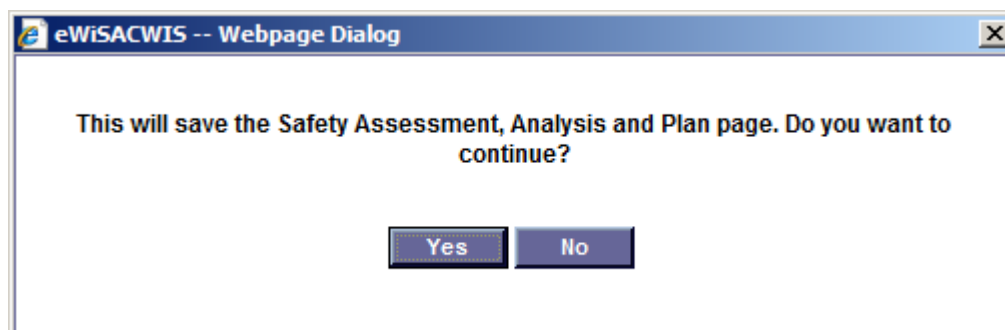 eWiSACWIS -- Webpage Dialog
This will save the Safety Assessment, Analysis and Plan page. Do you want to
continue?
Yes No